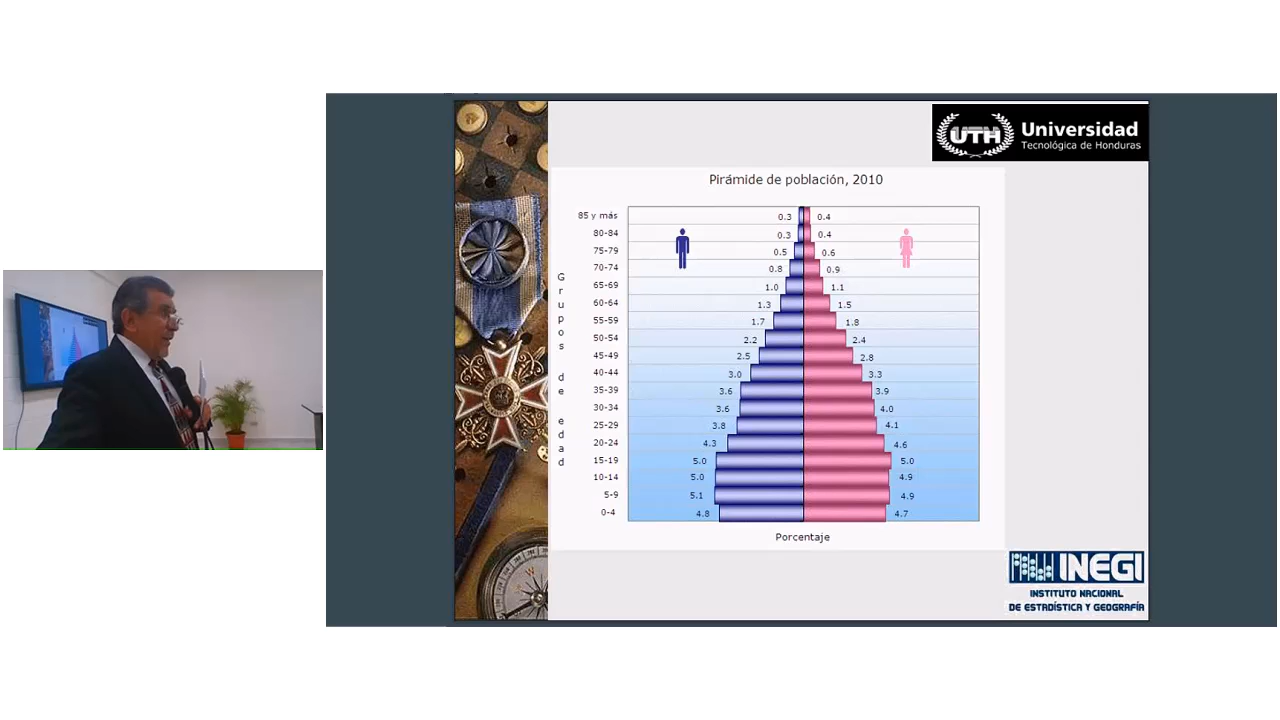 UTH
Universidad
Tecnológica de Honduras
Pirámide de población, 2010
Grupos de edad
85 y más 0.3 0.4
80-84 0.3 0.4
75-79 0.5 0.6
70-74 0.8 0.9
65-69 1.0 1.1
60-64 1.3 1.5
55-59 1.7 1.8
50-54 2.2 2.4
45-49 2.5 2.8
40-44 3.0 3.3
35-39 3.6 3.9
30-34 3.6 4.0
25-29 3.8 4.1
20-24 4.3 4.6
15-19 5.0 5.0
10-14 5.0 4.9
5-9 5.1 4.9
0-4 4.8 4.7
Porcentaje
INEGI
INSTITUTO NACIONAL
DE ESTADÍSTICA Y GEOGRAFÍA